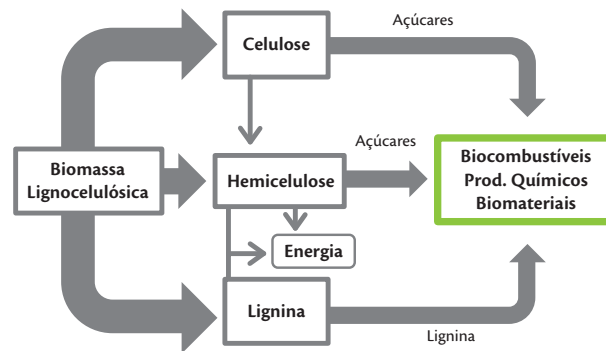 Celulose
Açúcares
Biomassa
Lignocelulósica
Hemicelulose
Açúcares
Biocombustíveis
Prod. Químicos
Biomateriais
Energia
Lignina
Lignina